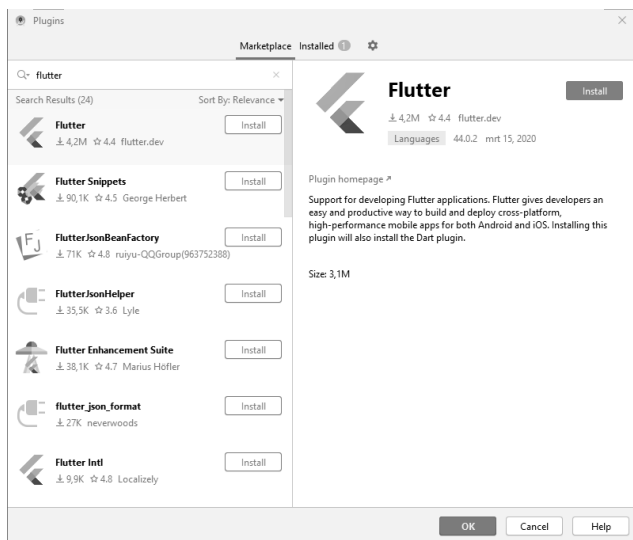 Plugins
Marketplace Installed 1
flutter
Search Results (24) Sort By: Relevance
Flutter Install
4,2M 4.4 flutter.dev
Flutter Snippets Install
90,1K 4.5 George Herbert
FlutterJsonBeanFactory Install
71K 4.8 ruiyu-QQGroup(963752388)
FlutterJsonHelper Install
35,5K 3.6 Lyle
Flutter Enhancement Suite Install
38,1K 4.7 Marius Höfler
flutter_json_format Install
27K neverwoods
Flutter Intl Install
9,9K 4.8 Localizely
Flutter Install
4,2M 4.4 flutter.dev
Languages 44.0.2 mrt 15, 2020
Plugin homepage
Support for developing Flutter applications. Flutter gives developers an
easy and productive way to build and deploy cross-platform,
high-performance mobile apps for both Android and iOS. Installing this
plugin will also install the Dart plugin.
Size: 3,1M
OK Cancel Help